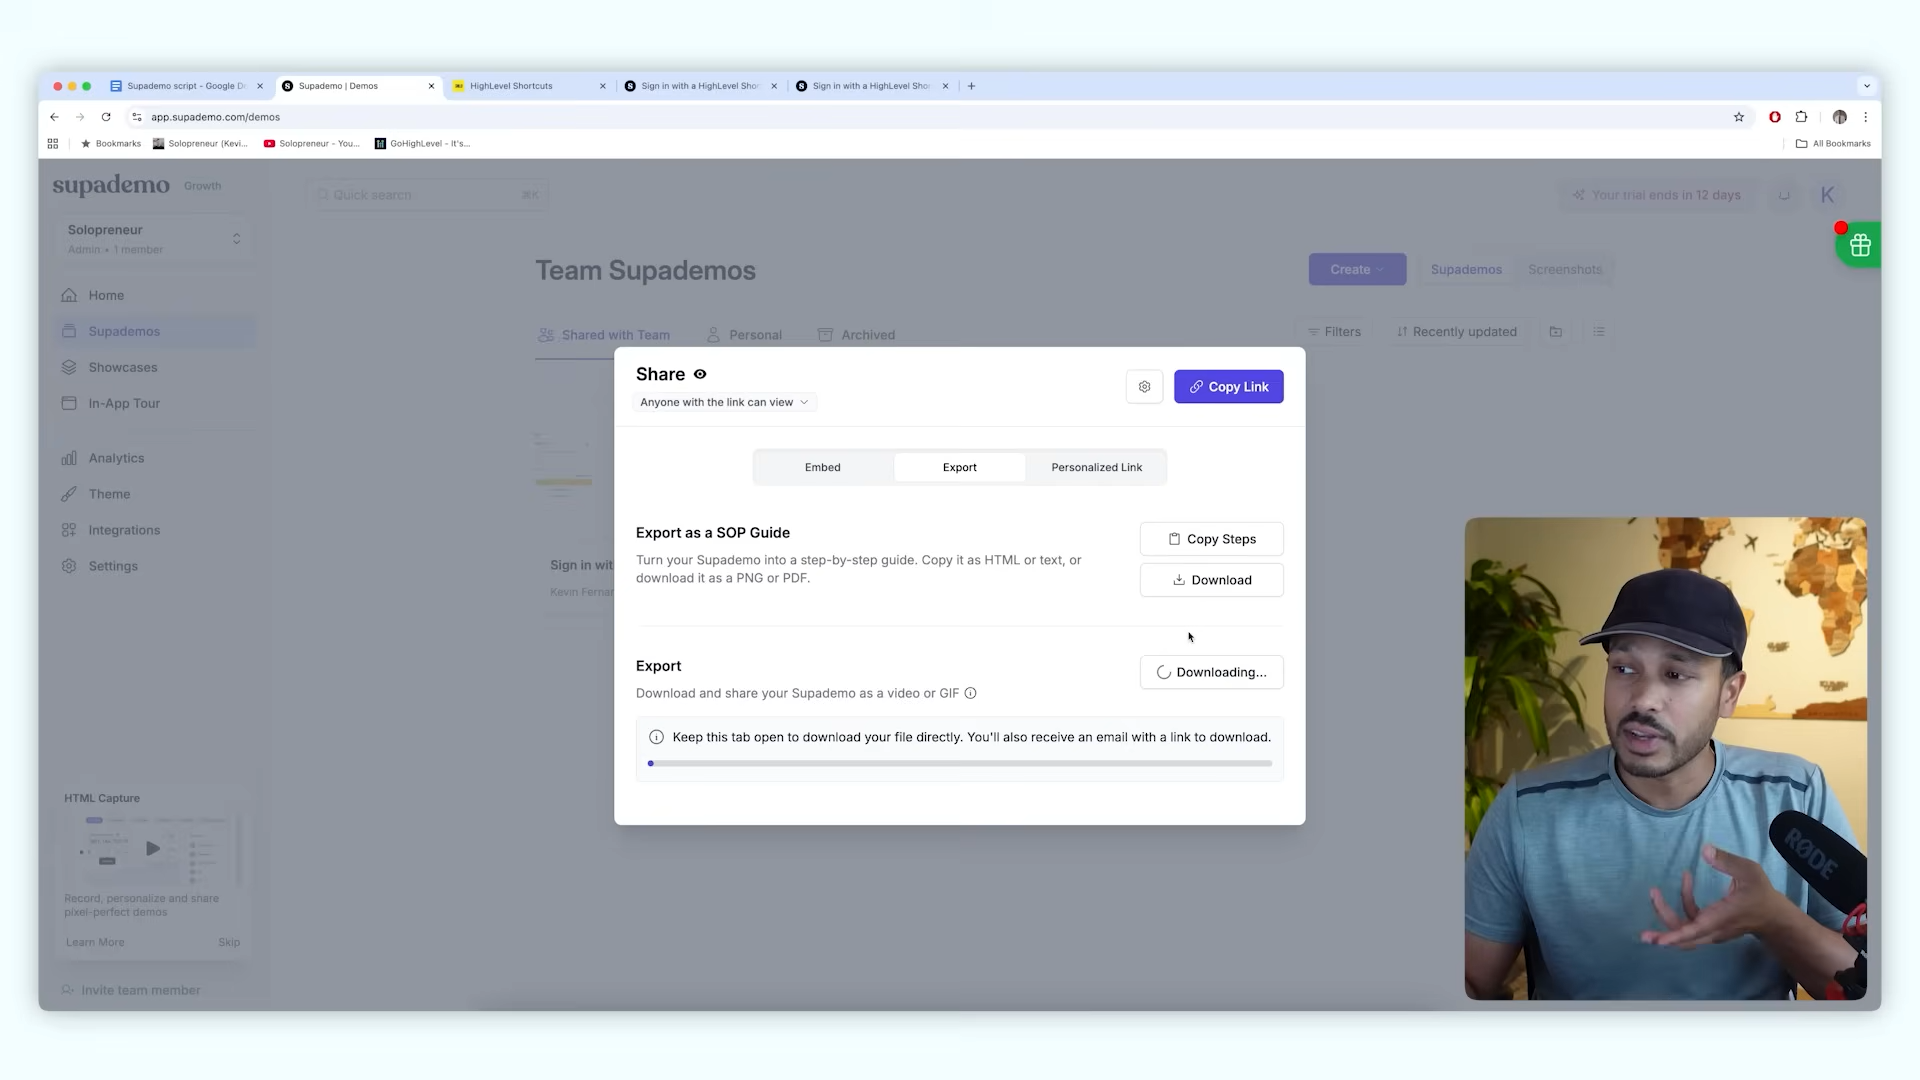 Supademo script - Google Do
Supademo | Demos
HighLevel Shortcuts
Sign in with a HighLevel Shor
Sign in with a HighLevel Shor
app.supademo.com/demos
Bookmarks
Solopreneur (Kevi...
Solopreneur - You...
GoHighLevel - It's...
All Bookmarks
supademo Growth
Quick search ⌘K
Your trial ends in 12 days
K
Solopreneur
Admin • 1 member
Team Supademos
Create
Supademos
Screenshots
Home
Supademos
Showcases
In-App Tour
Shared with Team
Personal
Archived
Filters
Recently updated
Share
Anyone with the link can view
Copy Link
Embed
Export
Personalized Link
Analytics
Theme
Integrations
Settings
Export as a SOP Guide
Turn your Supademo into a step-by-step guide. Copy it as HTML or text, or
download it as a PNG or PDF.
Copy Steps
Download
Sign in wit
Kevin Fernan
Export
Download and share your Supademo as a video or GIF
Downloading...
Keep this tab open to download your file directly. You'll also receive an email with a link to download.
HTML Capture
Record, personalize and share
pixel-perfect demos
Learn More
Skip
Invite team member
RØDE